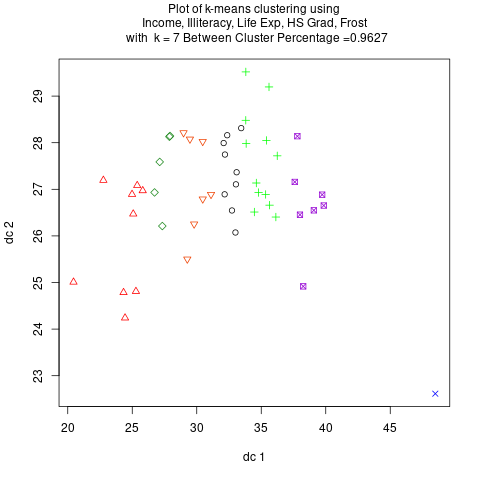 Plot of k-means clustering using
Income, Illiteracy, Life Exp, HS Grad, Frost
with  k = 7 Between Cluster Percentage =0.9627
29
28
27
26
25
24
23
dc 2
20 25 30 35 40 45
dc 1